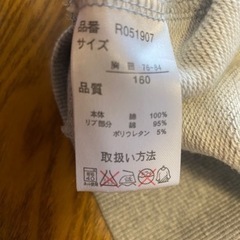 品番 R051907
サイズ
胸囲 76-84
160
品質
本体 綿 100%
リブ部分 綿 95%
ポリウレタン 5%
取扱い方法